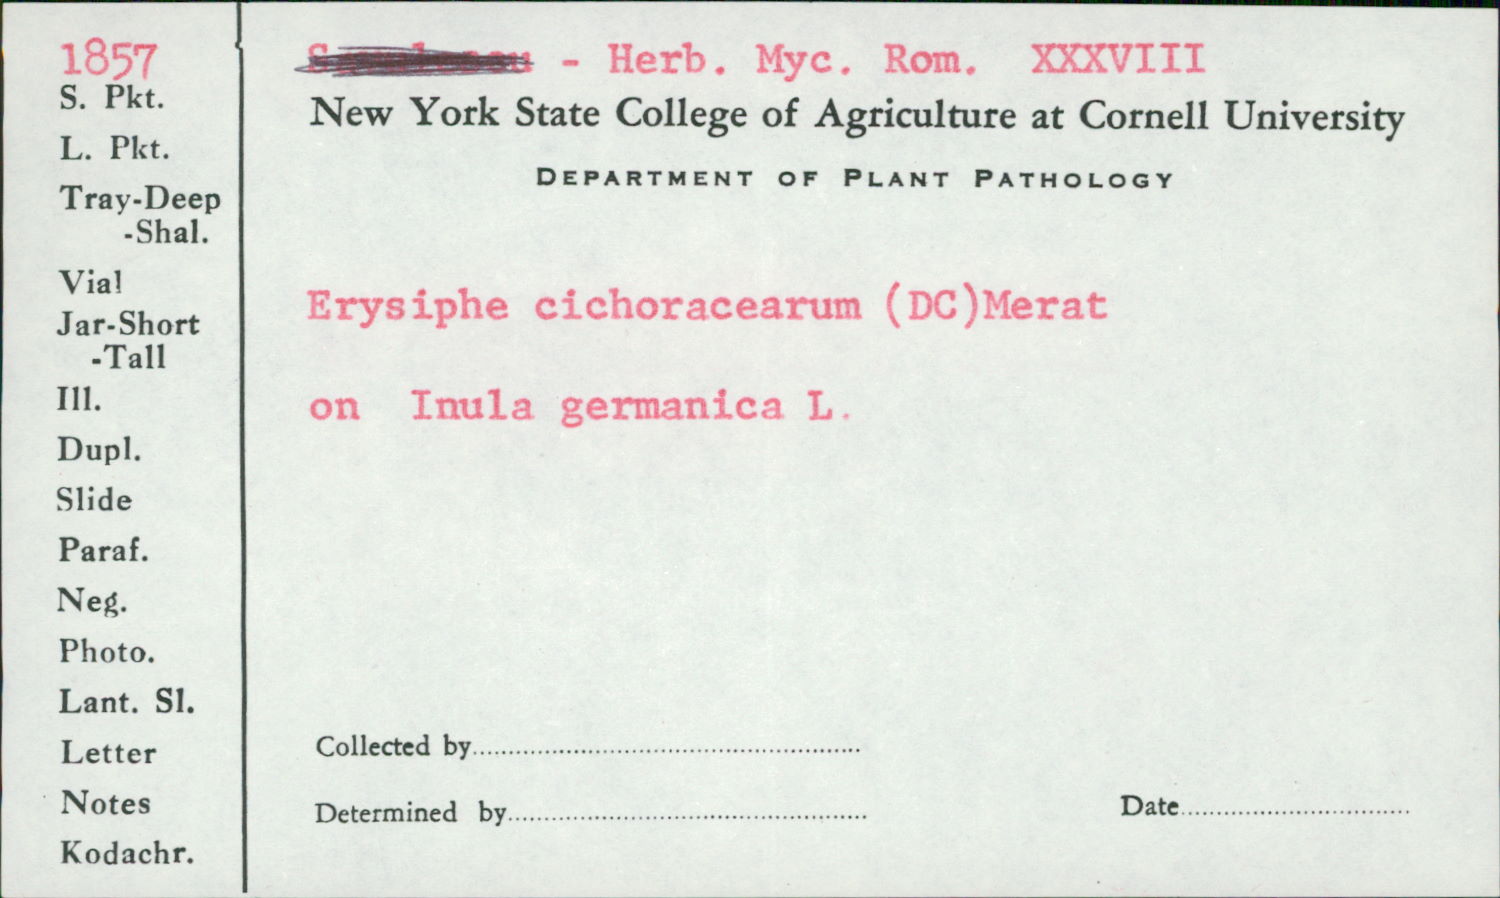 1857
S. Pkt.
L. Pkt.
Tray-Deep
-Shal.
Vial
Jar-Short
-Tall
Ill.
Dupl.
Slide
Paraf.
Neg.
Photo.
Lant. Sl.
Letter
Notes
Kodachr.
- Herb. Myc. Rom. XXXVIII
New York State College of Agriculture at Cornell University
DEPARTMENT OF PLANT PATHOLOGY
Erysiphe cichoracearum (DC)Merat
on Inula germanica L.
Collected by
Determined by
Date